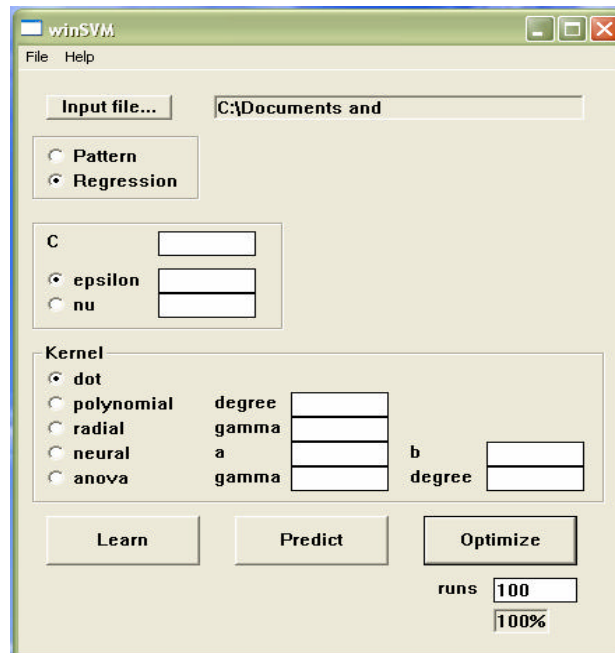 winSVM
File Help
Input file... C:\Documents and
Pattern
Regression
C
epsilon
nu
Kernel
dot
polynomial degree
radial gamma
neural a b
anova gamma degree
Learn Predict Optimize
runs 100
100%